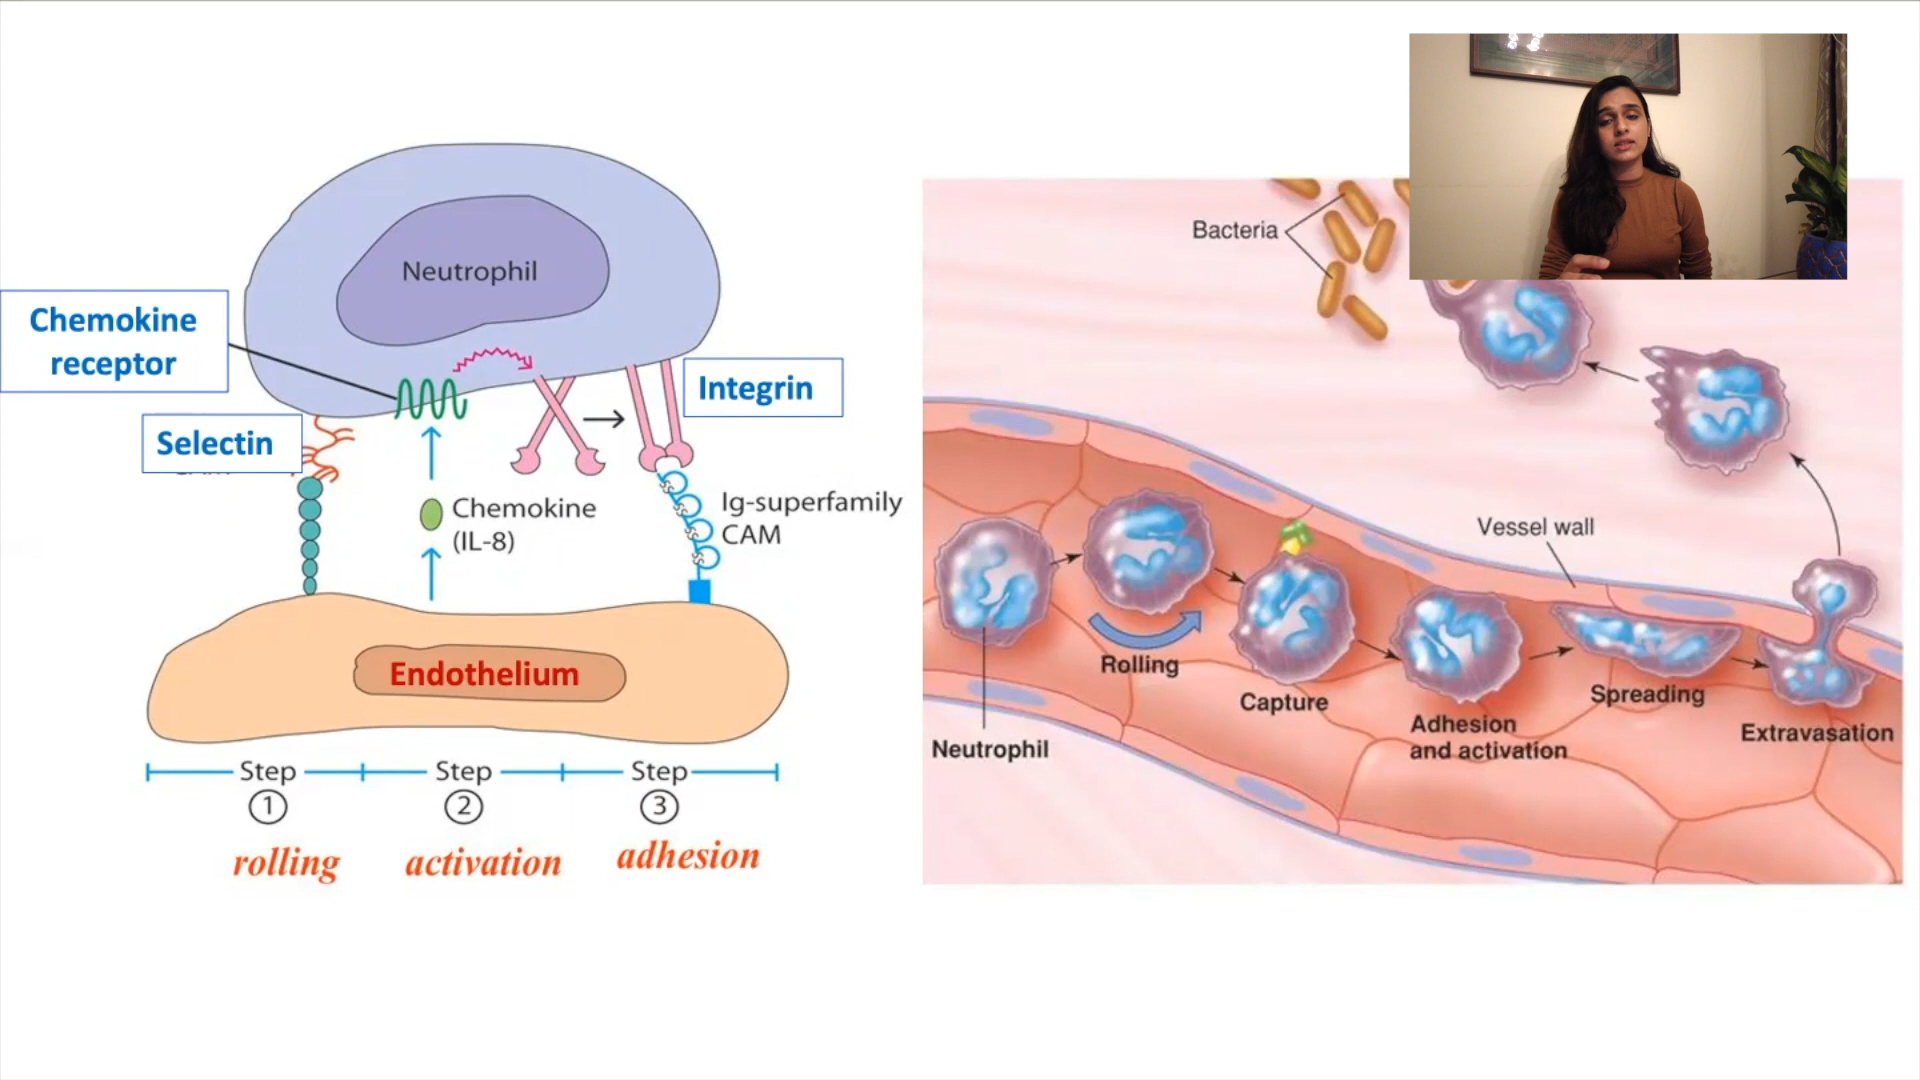 Neutrophil
Chemokine
receptor
Selectin
Integrin
Chemokine
(IL-8)
Ig-superfamily
CAM
S S
S S
S S
S S
Endothelium
Step
1
Step
2
Step
3
rolling
activation
adhesion
Bacteria
Vessel wall
Rolling
Capture
Adhesion
and activation
Spreading
Extravasation
Neutrophil